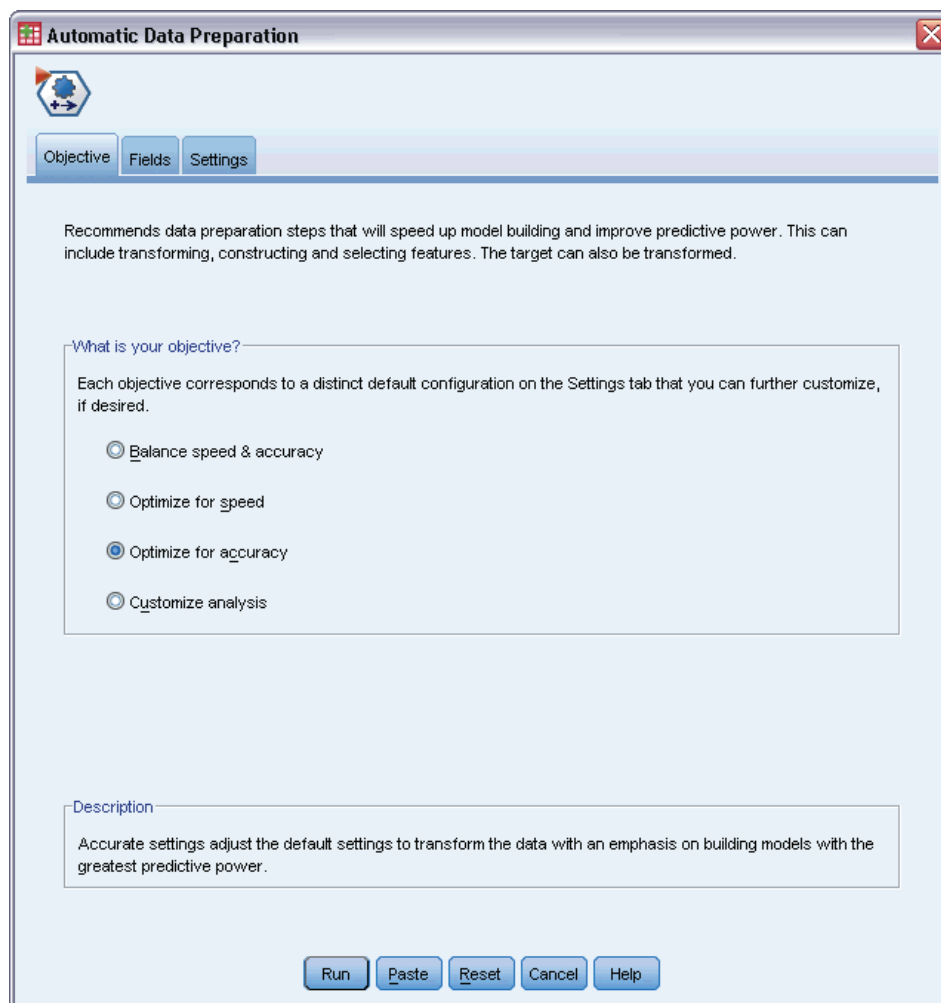 Automatic Data Preparation
Objective
Fields
Settings
Recommends data preparation steps that will speed up model building and improve predictive power. This can
include transforming, constructing and selecting features. The target can also be transformed.
What is your objective?
Each objective corresponds to a distinct default configuration on the Settings tab that you can further customize,
if desired.
Balance speed & accuracy
Optimize for speed
Optimize for accuracy
Customize analysis
Description
Accurate settings adjust the default settings to transform the data with an emphasis on building models with the
greatest predictive power.
Run
Paste
Reset
Cancel
Help